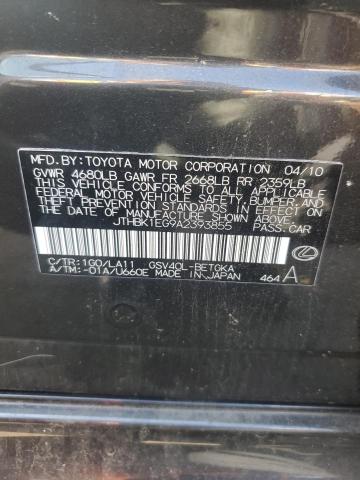 MFD.BY:TOYOTA MOTOR CORPORATION 04/10
GVWR 4680LB GAWR FR 2668LB RR 2359LB
THIS VEHICLE CONFORMS TO ALL APPLICABLE
FEDERAL MOTOR VEHICLE SAFETY, BUMPER, AND
THEFT PREVENTION STANDARDS IN EFFECT ON
THE DATE OF MANUFACTURE SHOWN ABOVE.
JTHBK1EG9A2393855 PASS.CAR
C/TR:1G0/LA11 GSV40L-BETGKA
A/TM:-01A/U660E MADE IN JAPAN 464 A